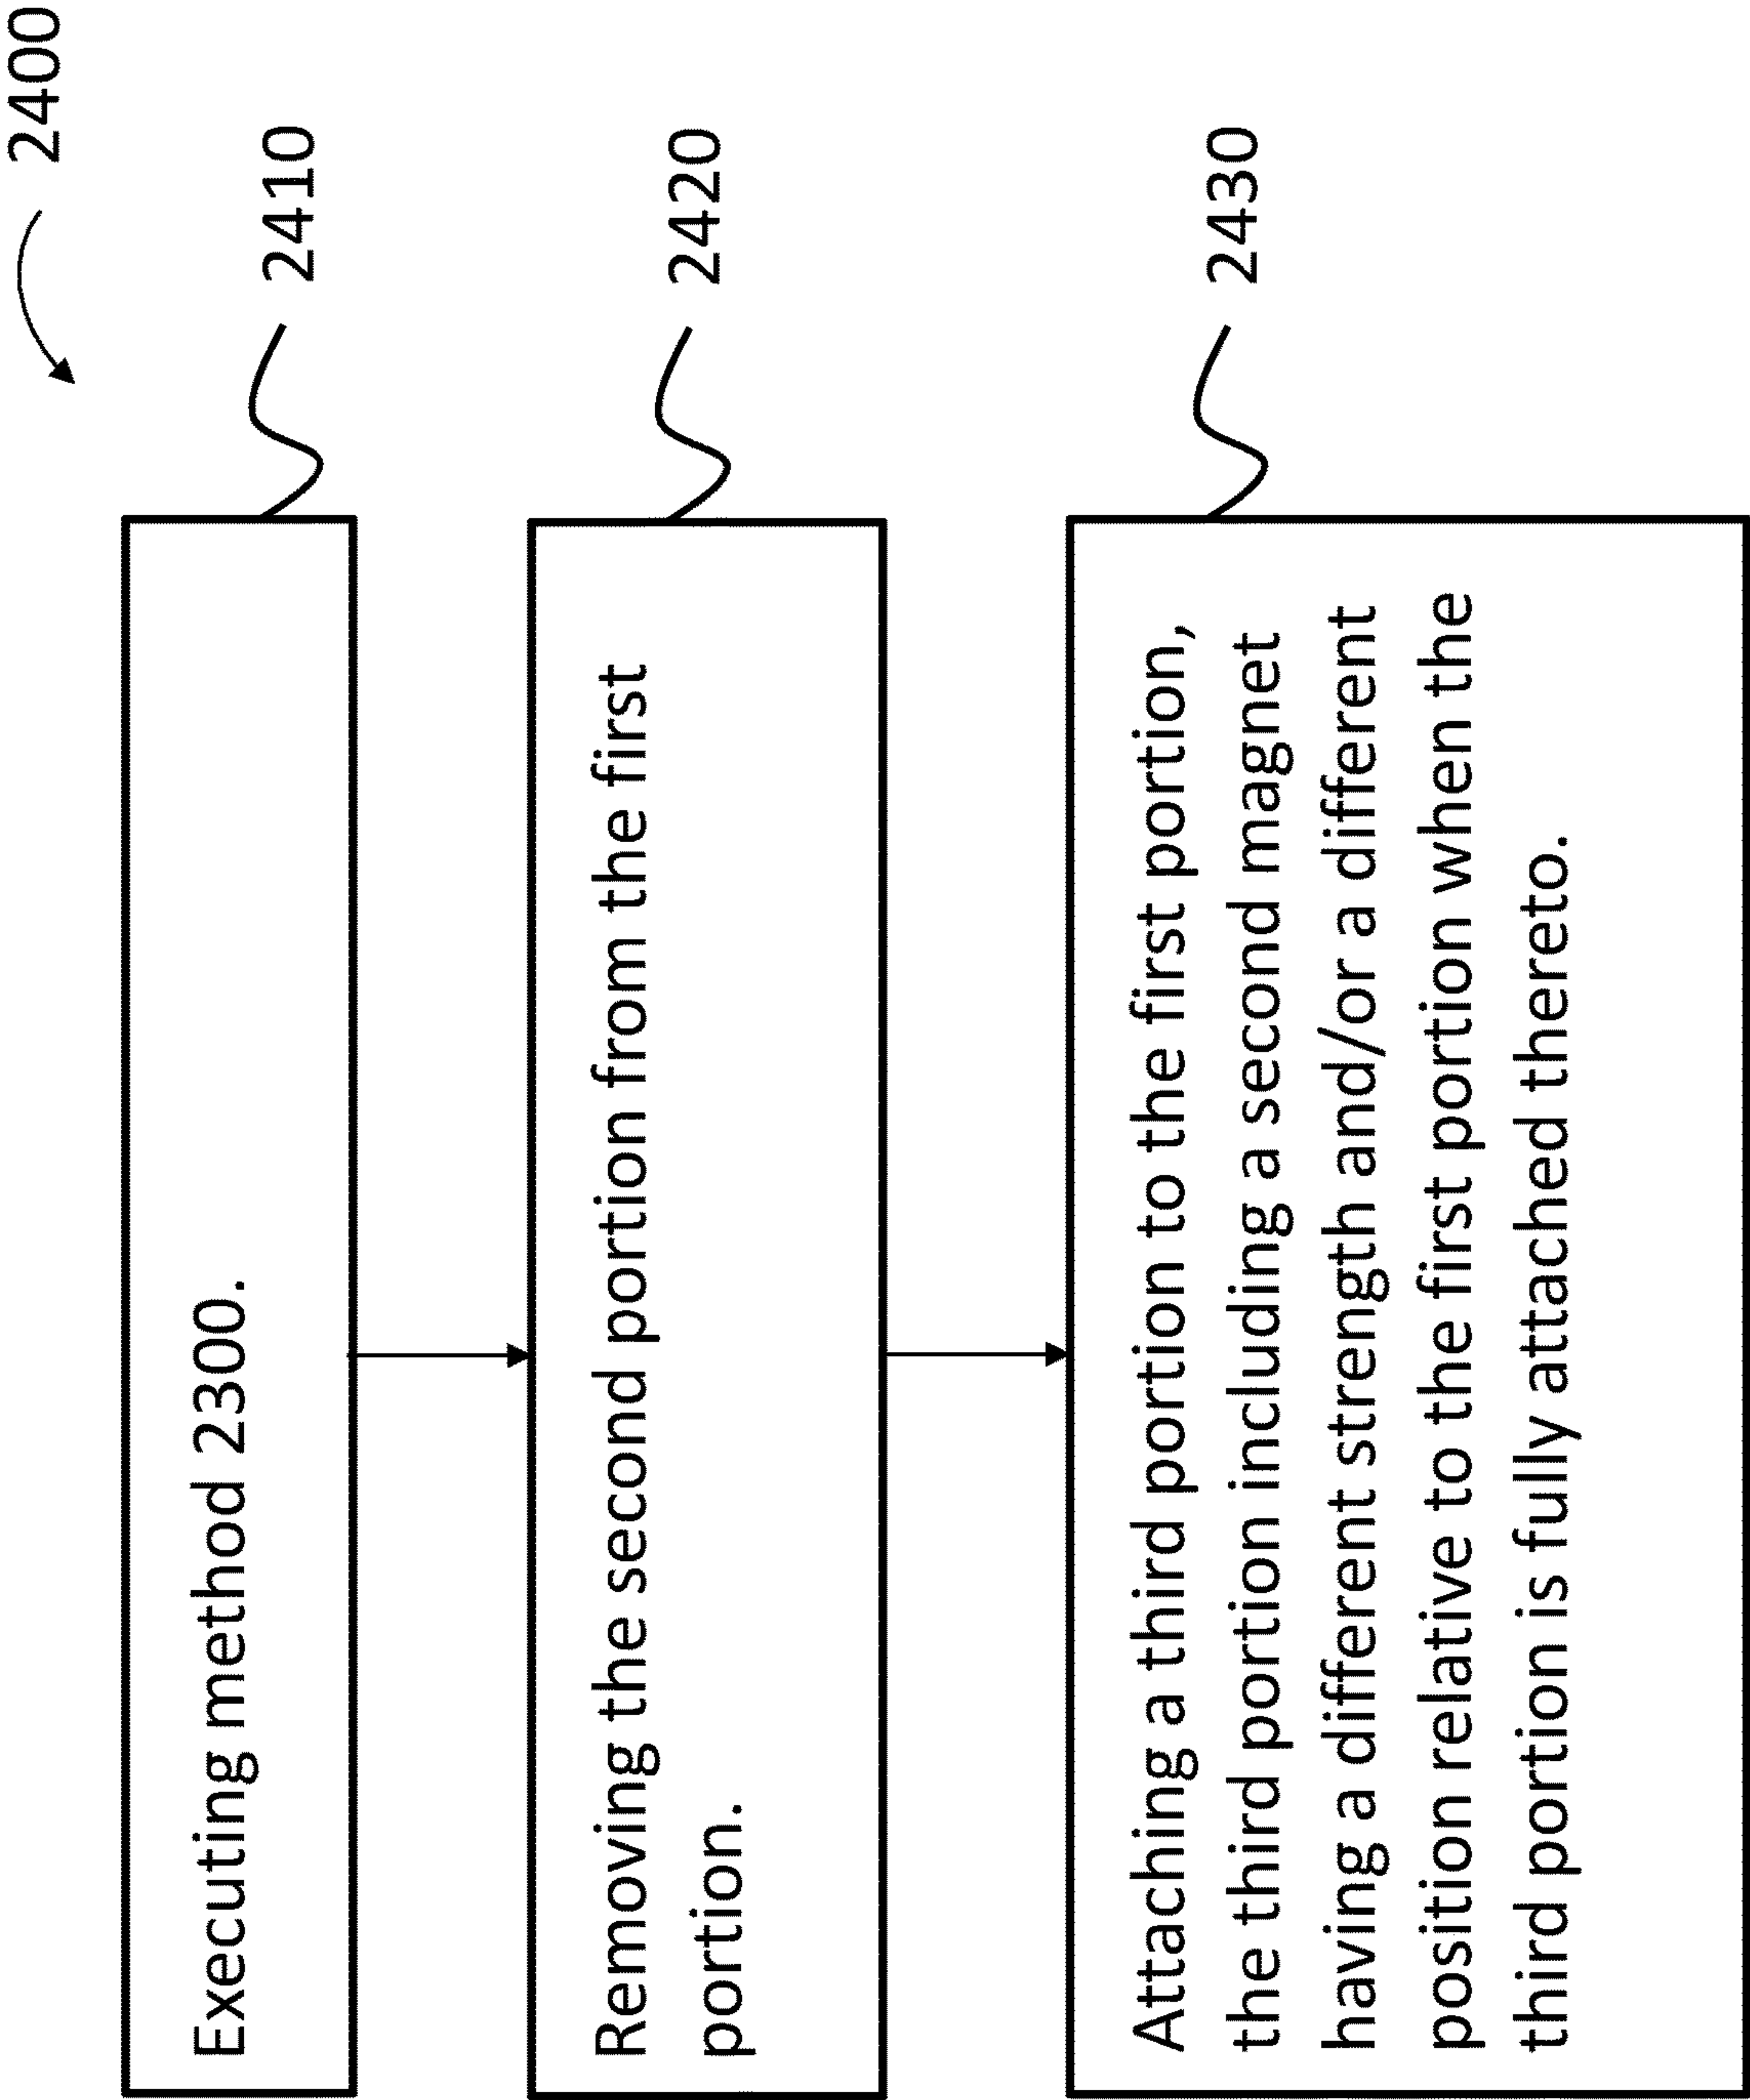 2400
Executing method 2300.
2410
Removing the second portion from the first
portion.
2420
Attaching a third portion to the first portion,
the third portion including a second magnet
having a different strength and/or a different
position relative to the first portion when the
third portion is fully attached thereto.
2430